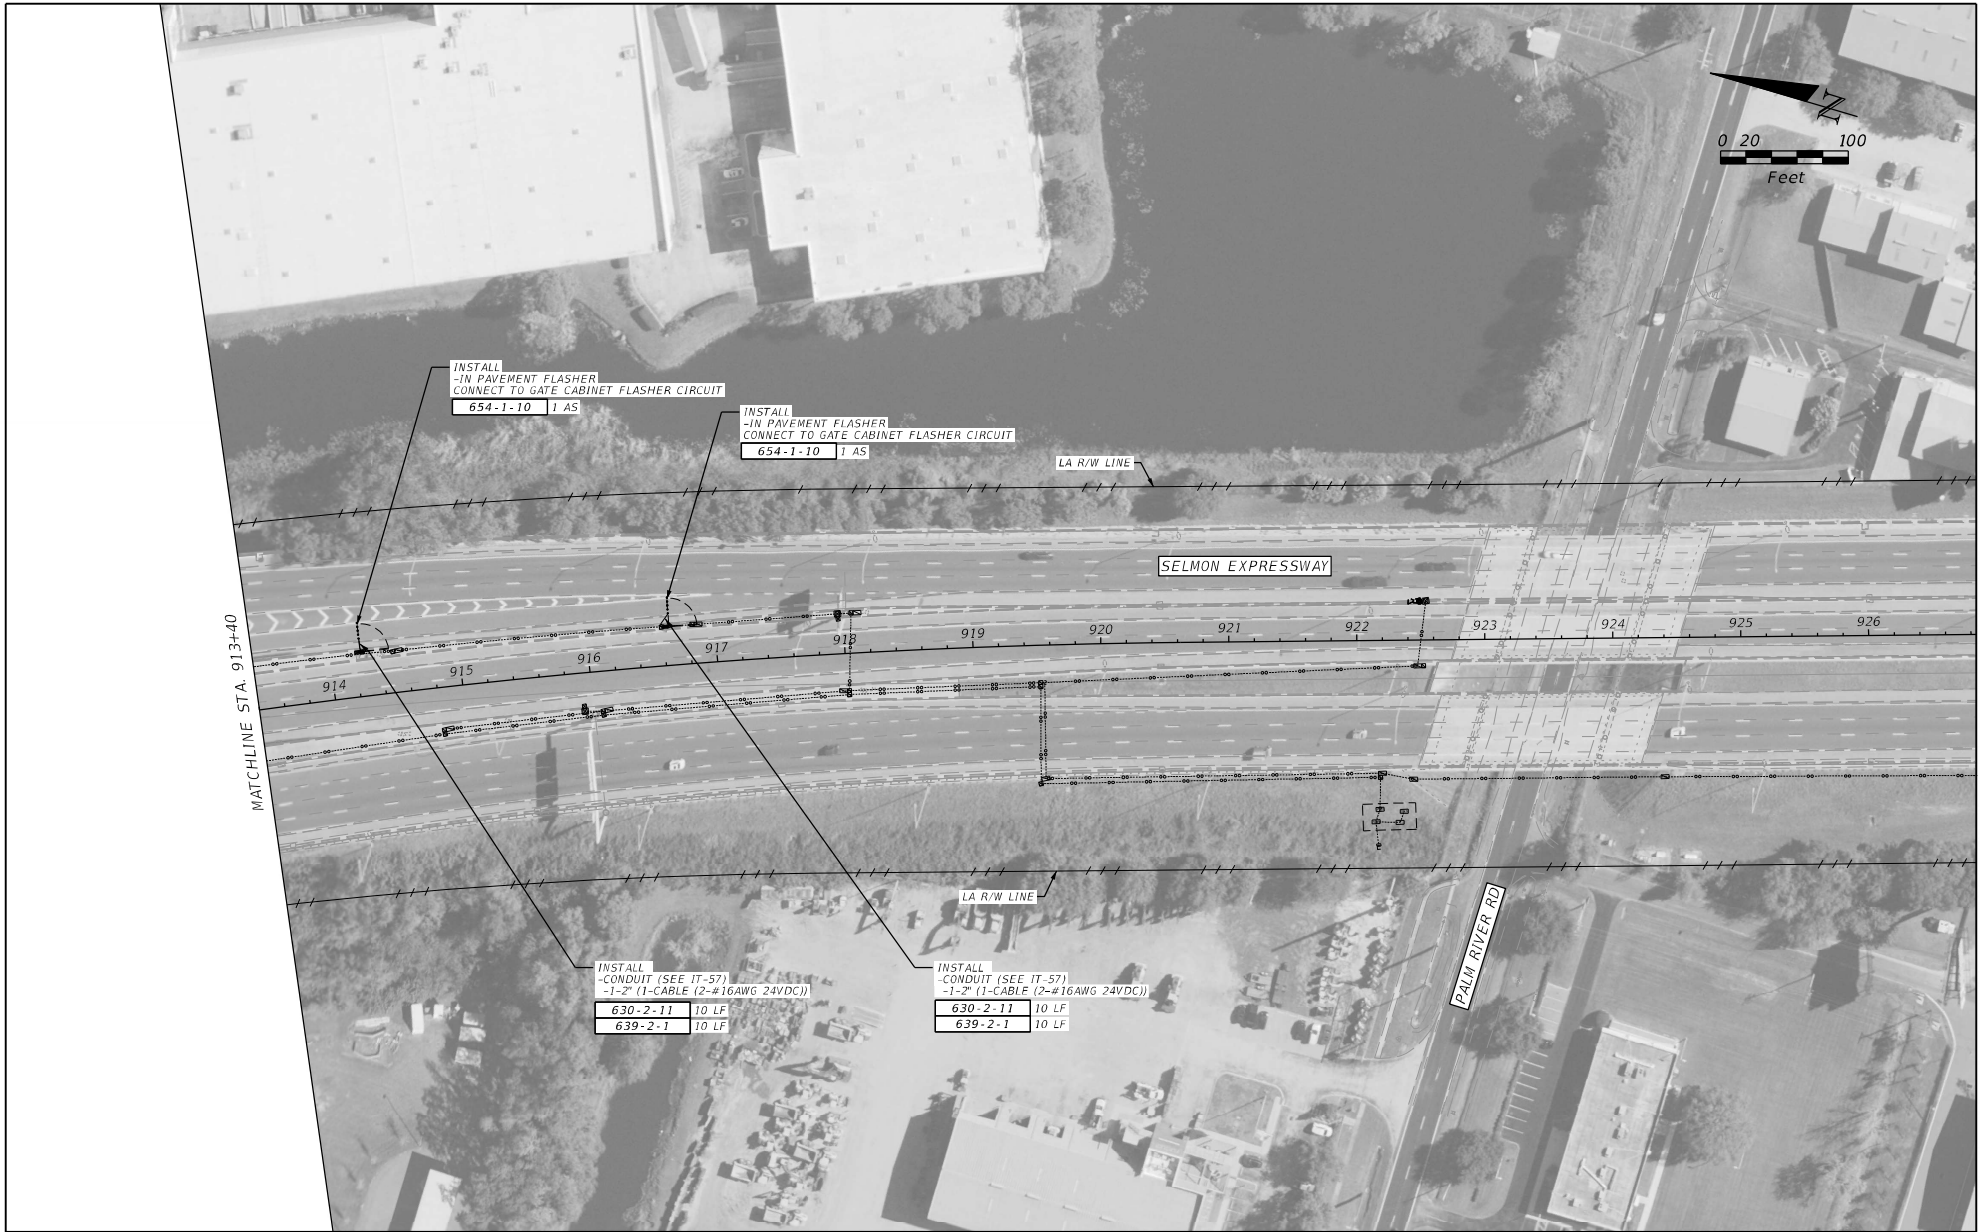 N
0 20 100
Feet
INSTALL
-IN PAVEMENT FLASHER
CONNECT TO GATE CABINET FLASHER CIRCUIT
654-1-10 1 AS
INSTALL
-IN PAVEMENT FLASHER
CONNECT TO GATE CABINET FLASHER CIRCUIT
654-1-10 1 AS
LA R/W LINE
SELMON EXPRESSWAY
MATCHLINE STA. 913+40
914 915 916 917 918 919 920 921 922 923 924 925 926
LA R/W LINE
PALM RIVER RD
INSTALL
-CONDUIT (SEE IT-57)
-1-2" (1-CABLE (2-#16AWG 24VDC))
630-2-11 10 LF
639-2-1 10 LF
INSTALL
-CONDUIT (SEE IT-57)
-1-2" (1-CABLE (2-#16AWG 24VDC))
630-2-11 10 LF
639-2-1 10 LF